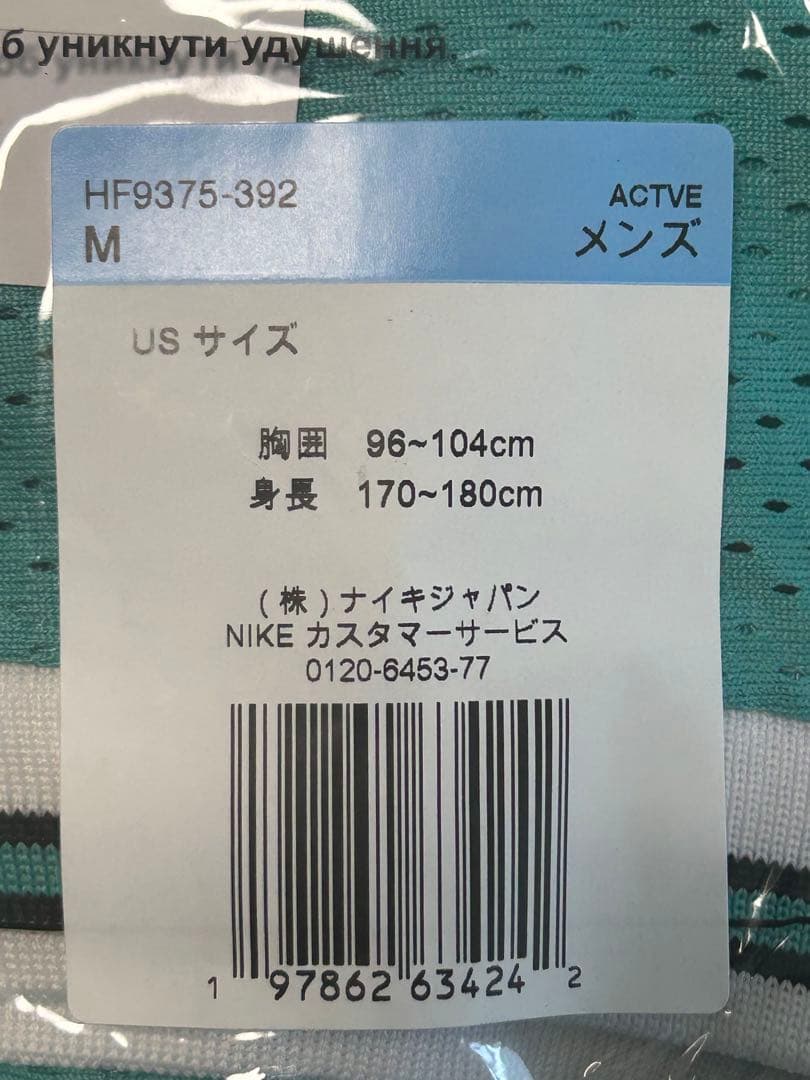 б уникнути удушення.
HF9375-392
ACTVE
M
メンズ
US サイズ
胸囲 96~104cm
身長 170~180cm
(株)ナイキジャパン
NIKE カスタマーサービス
0120-6453-77
1 97862 63424 2